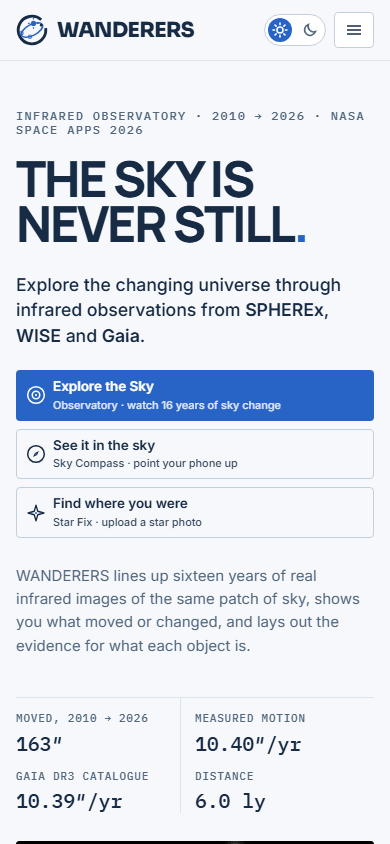 WANDERERS
INFRARED OBSERVATORY · 2010 → 2026 · NASA
SPACE APPS 2026
THE SKY IS
NEVER STILL.
Explore the changing universe through
infrared observations from SPHEREx,
WISE and Gaia.
Explore the Sky
Observatory · watch 16 years of sky change
See it in the sky
Sky Compass · point your phone up
Find where you were
Star Fix · upload a star photo
WANDERERS lines up sixteen years of real
infrared images of the same patch of sky, shows
you what moved or changed, and lays out the
evidence for what each object is.
MOVED, 2010 → 2026
163″
MEASURED MOTION
10.40″/yr
GAIA DR3 CATALOGUE
10.39″/yr
DISTANCE
6.0 ly